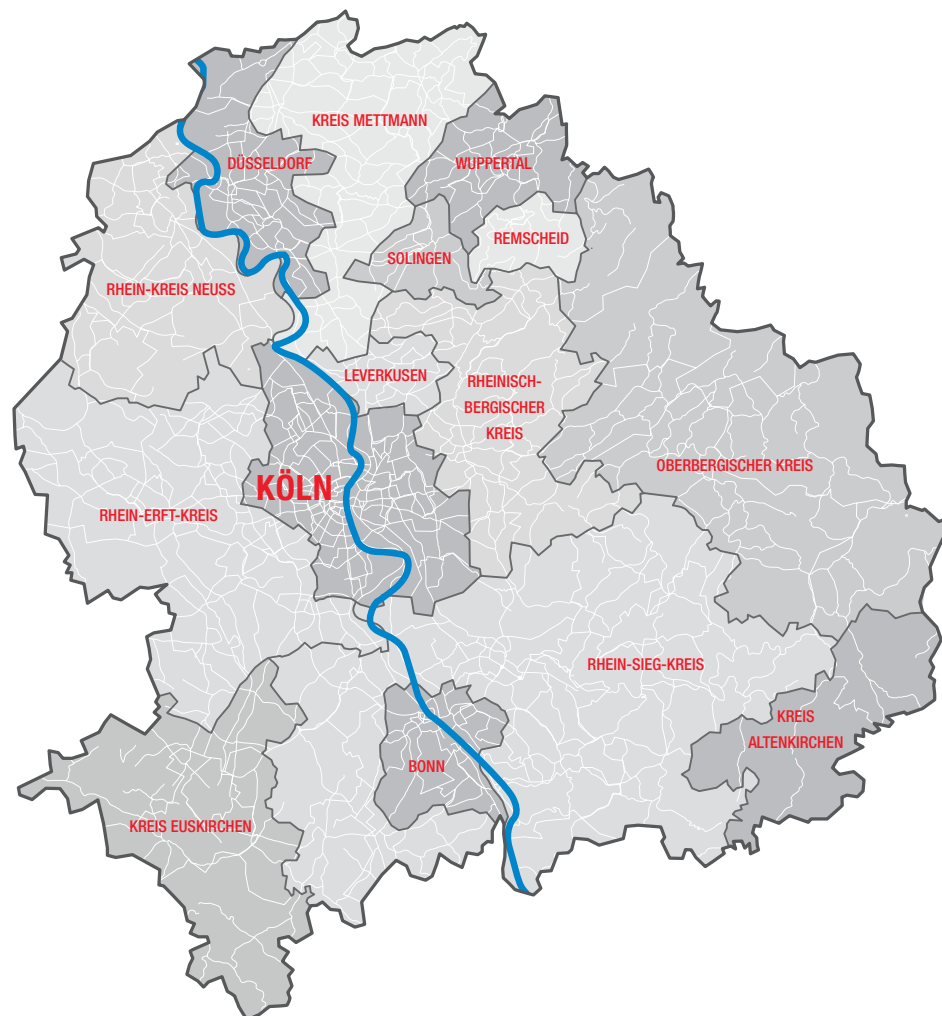 KREIS METTMANN
DÜSSELDORF
WUPPERTAL
REMSCHEID
SOLINGEN
RHEIN-KREIS NEUSS
LEVERKUSEN
RHEINISCH-
BERGISCHER
KREIS
OBERBERGISCHER KREIS
KÖLN
RHEIN-ERFT-KREIS
RHEIN-SIEG-KREIS
KREIS
ALTENKIRCHEN
BONN
KREIS EUSKIRCHEN